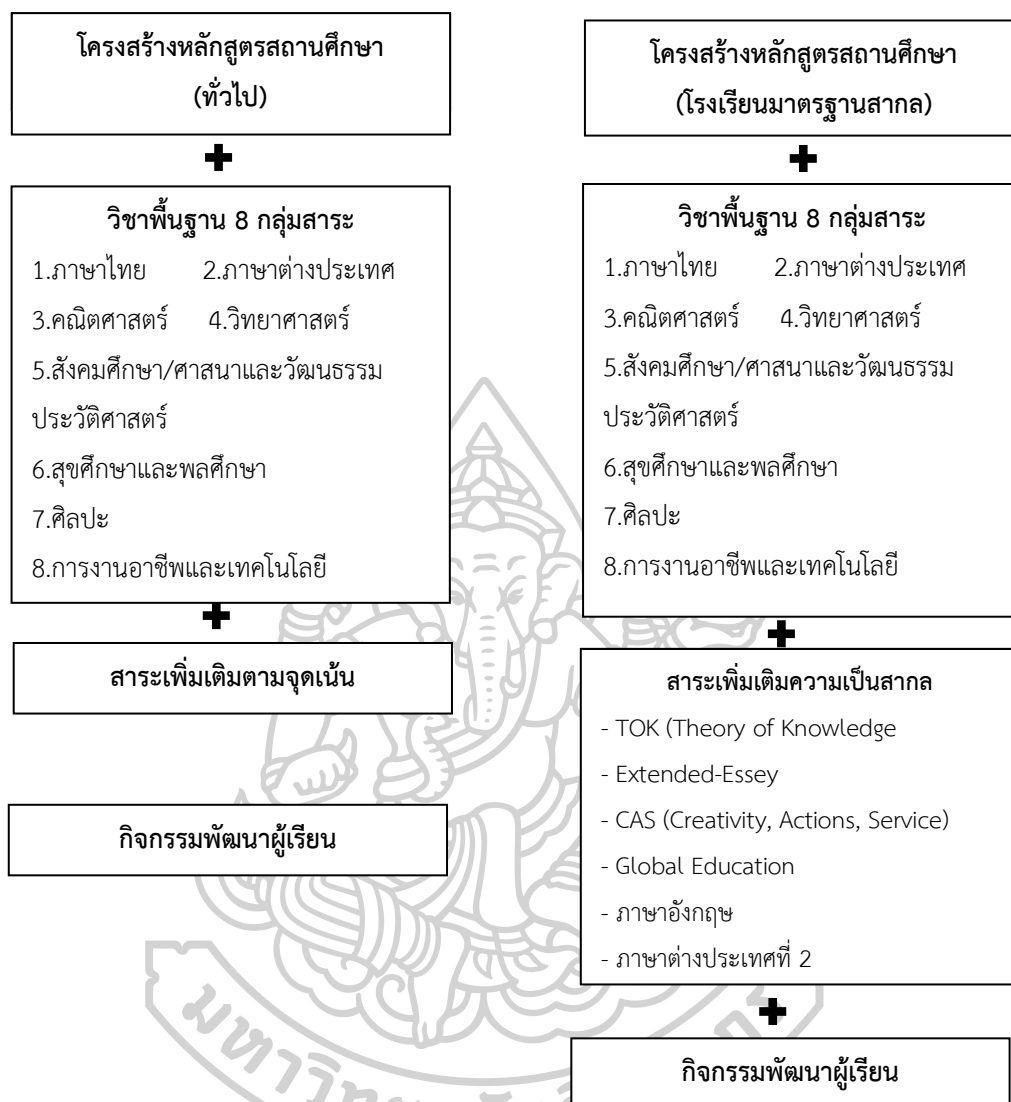 โครงสร้างหลักสูตรสถานศึกษา
(ทั่วไป)
วิชาพื้นฐาน 8 กลุ่มสาระ
1.ภาษาไทย 2.ภาษาต่างประเทศ
3.คณิตศาสตร์ 4.วิทยาศาสตร์
5.สังคมศึกษา/ศาสนาและวัฒนธรรม
ประวัติศาสตร์
6.สุขศึกษาและพลศึกษา
7.ศิลปะ
8.การงานอาชีพและเทคโนโลยี
สาระเพิ่มเติมตามจุดเน้น
กิจกรรมพัฒนาผู้เรียน
โครงสร้างหลักสูตรสถานศึกษา
(โรงเรียนมาตรฐานสากล)
วิชาพื้นฐาน 8 กลุ่มสาระ
1.ภาษาไทย 2.ภาษาต่างประเทศ
3.คณิตศาสตร์ 4.วิทยาศาสตร์
5.สังคมศึกษา/ศาสนาและวัฒนธรรม
ประวัติศาสตร์
6.สุขศึกษาและพลศึกษา
7.ศิลปะ
8.การงานอาชีพและเทคโนโลยี
สาระเพิ่มเติมความเป็นสากล
- TOK (Theory of Knowledge
- Extended-Essey
- CAS (Creativity, Actions, Service)
- Global Education
- ภาษาอังกฤษ
- ภาษาต่างประเทศที่ 2
กิจกรรมพัฒนาผู้เรียน